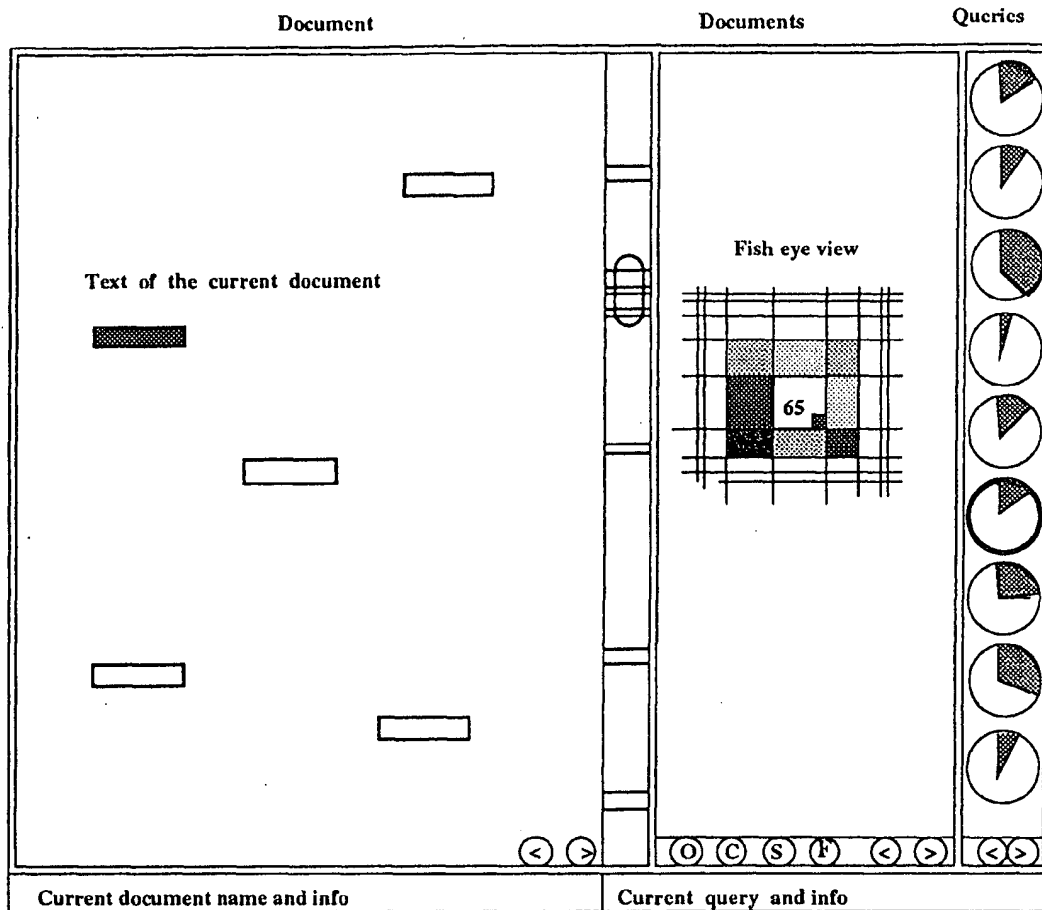 Document
Documents
Queries
Text of the current document
Fish eye view
65
< >
O C S F < >
< >
Current document name and info
Current query and info